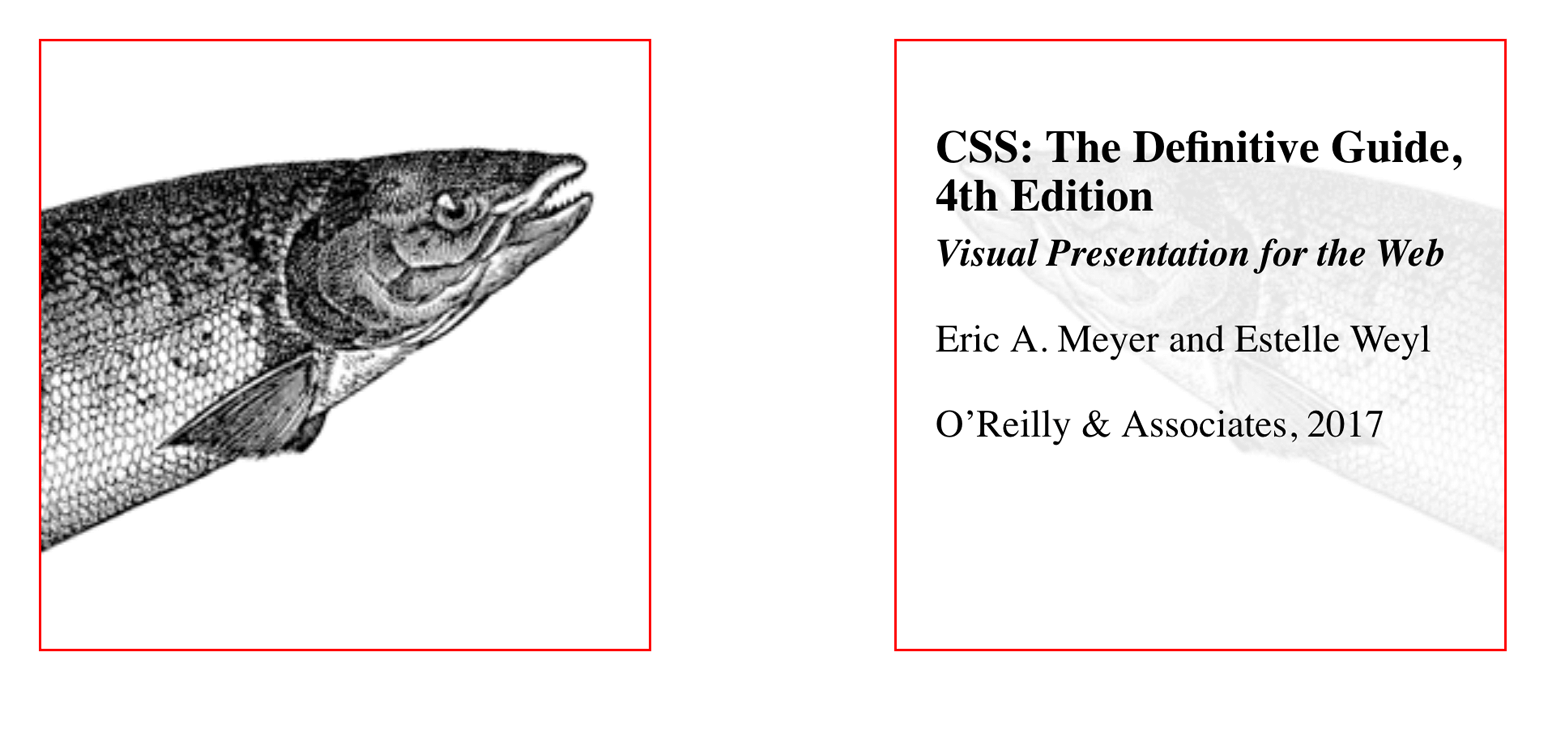 CSS: The Definitive Guide,
4th Edition
Visual Presentation for the Web
Eric A. Meyer and Estelle Weyl
O’Reilly & Associates, 2017